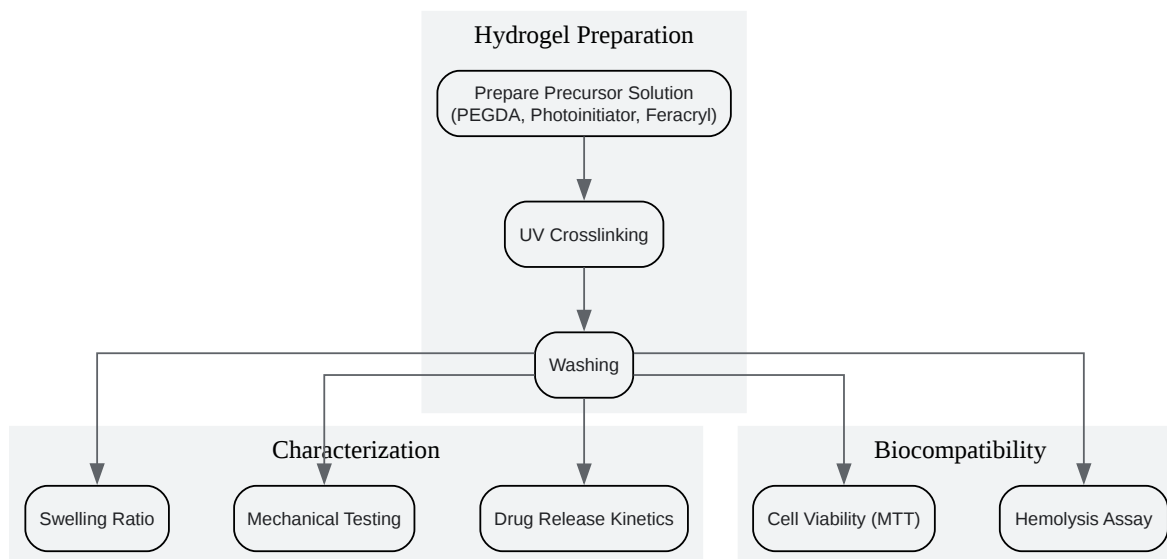 Hydrogel Preparation
Prepare Precursor Solution
(PEGDA, Photoinitiator, Feracryl)
UV Crosslinking
Washing
Characterization
Biocompatibility
Swelling Ratio
Mechanical Testing
Drug Release Kinetics
Cell Viability (MTT)
Hemolysis Assay